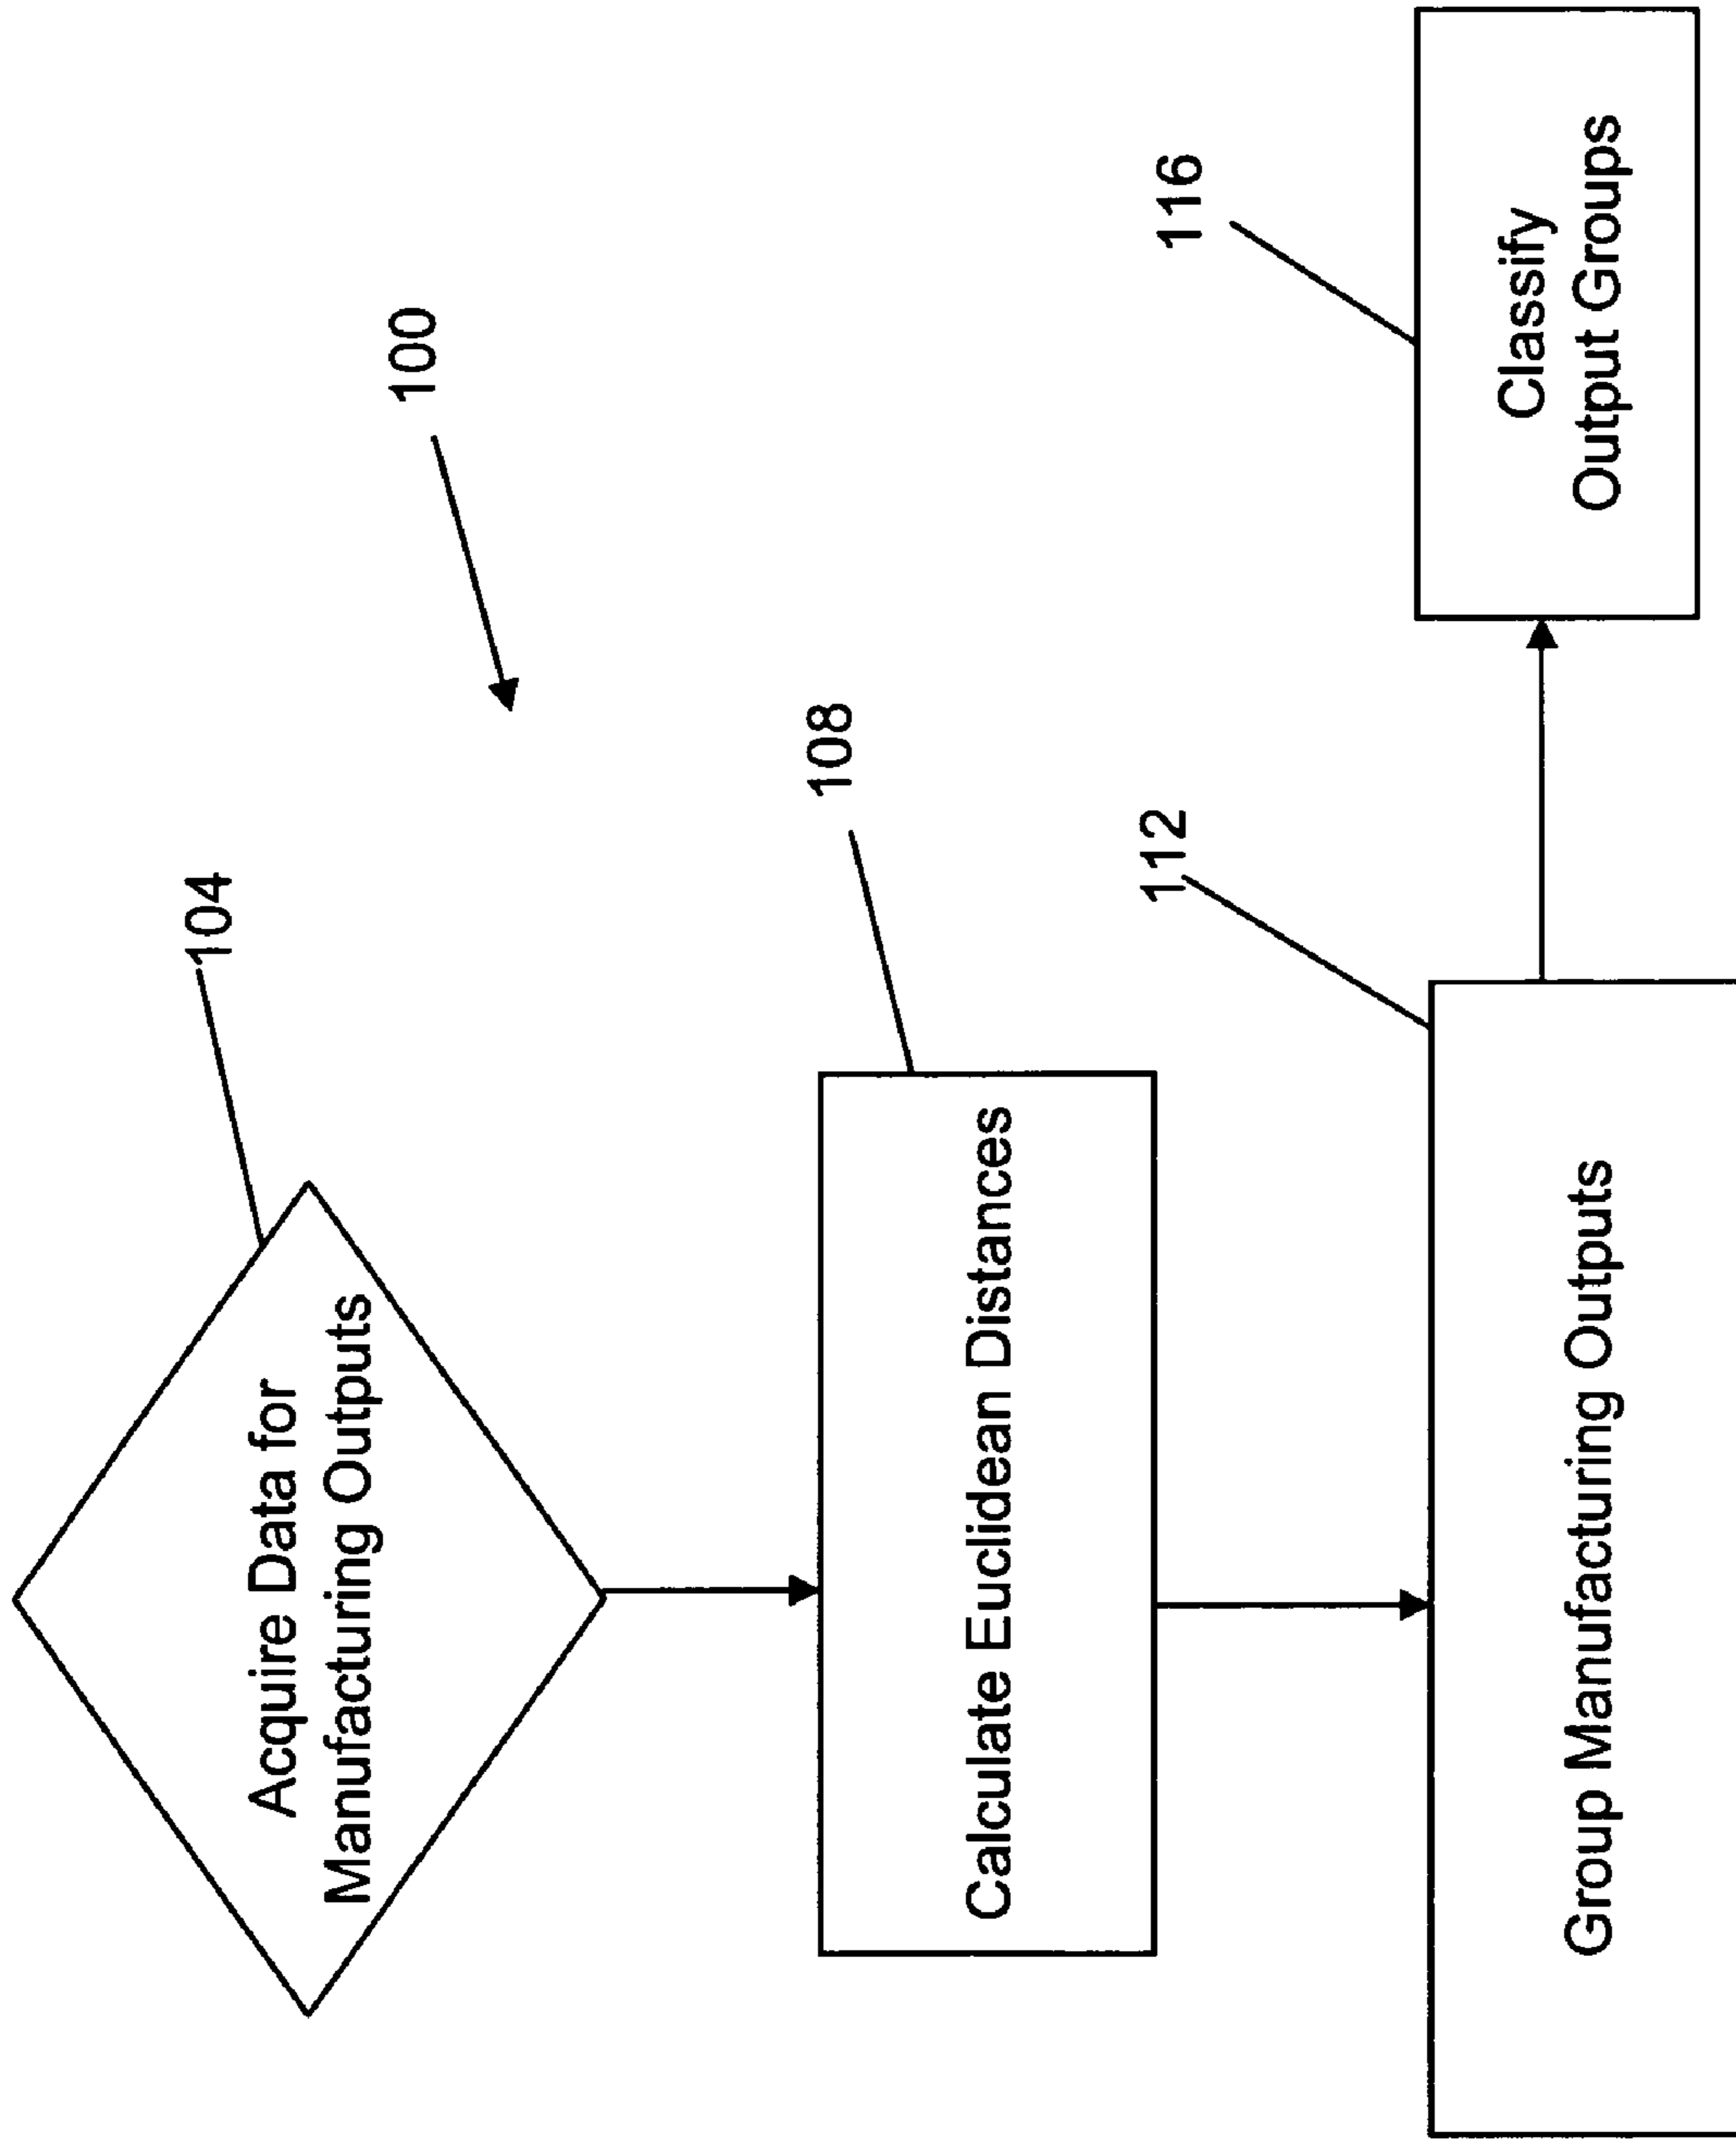 100
104
Acquire Data for
Manufacturing Outputs
108
Calculate Euclidean Distances
112
Group Manufacturing Outputs
116
Classify
Output Groups